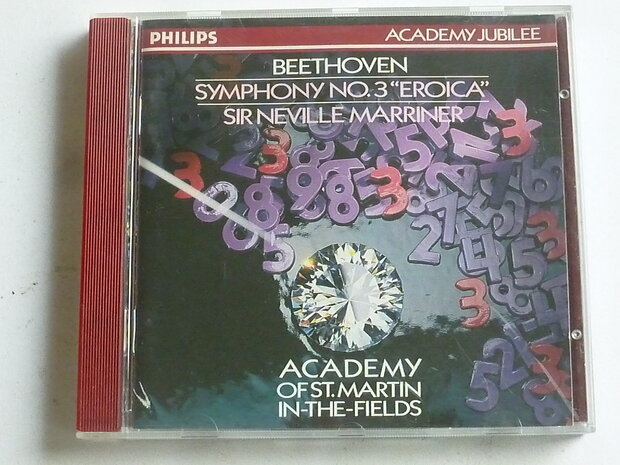 PHILIPS ACADEMY JUBILEE
BEETHOVEN
SYMPHONY NO. 3 "EROICA"
SIR NEVILLE MARRINER
ACADEMY
OF ST. MARTIN
IN-THE-FIELDS